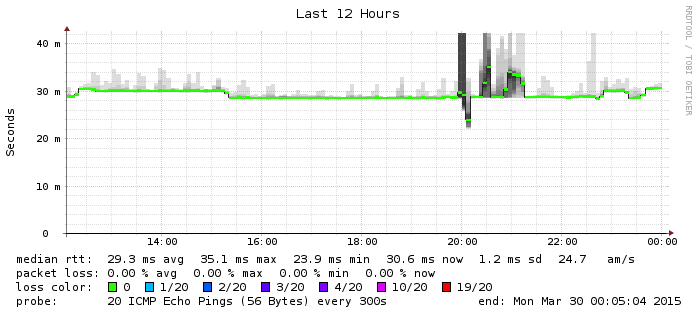 Last 12 Hours
RRDTOOL / TOBI OETIKER
Seconds
40 m
30 m
20 m
10 m
0
14:00 16:00 18:00 20:00 22:00 00:00
median rtt: 29.3 ms avg 35.1 ms max 23.9 ms min 30.6 ms now 1.2 ms sd 24.7 am/s
packet loss: 0.00 % avg 0.00 % max 0.00 % min 0.00 % now
loss color: 0 1/20 2/20 3/20 4/20 10/20 19/20
probe: 20 ICMP Echo Pings (56 Bytes) every 300s end: Mon Mar 30 00:05:04 2015